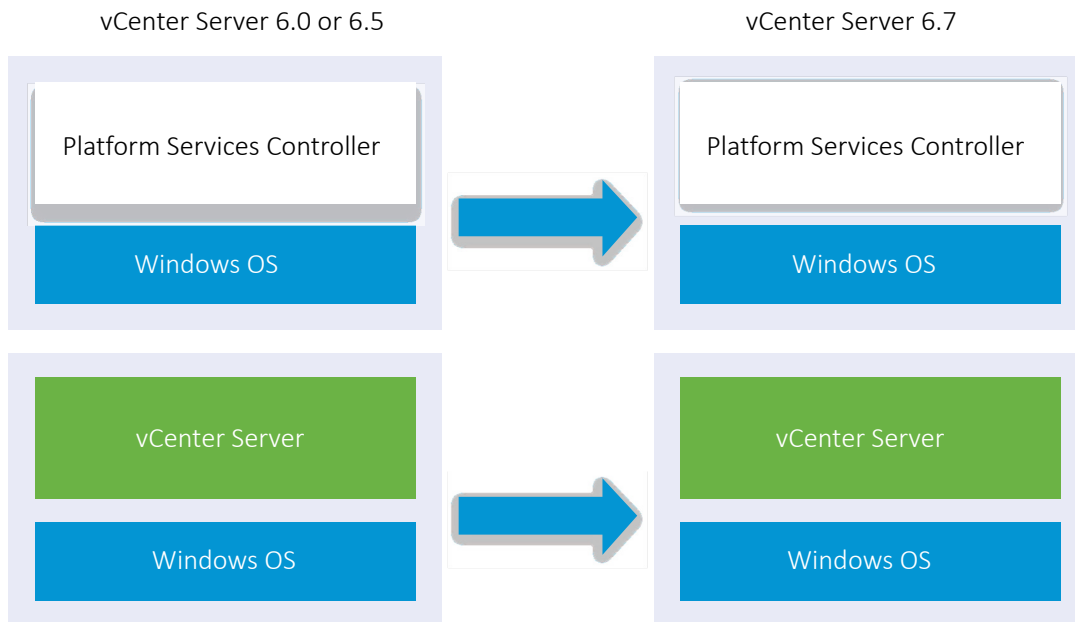 vCenter Server 6.0 or 6.5
vCenter Server 6.7
Platform Services Controller
Platform Services Controller
Windows OS
Windows OS
vCenter Server
vCenter Server
Windows OS
Windows OS